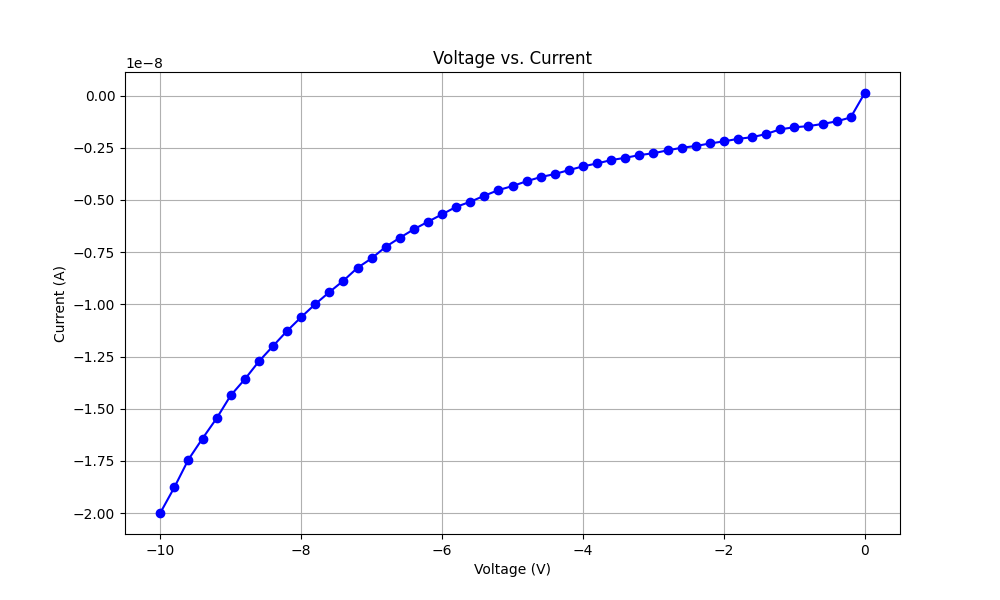 Voltage vs. Current
1e−8
0.00
−0.25
−0.50
−0.75
−1.00
−1.25
−1.50
−1.75
−2.00
Current (A)
−10 −8 −6 −4 −2 0
Voltage (V)